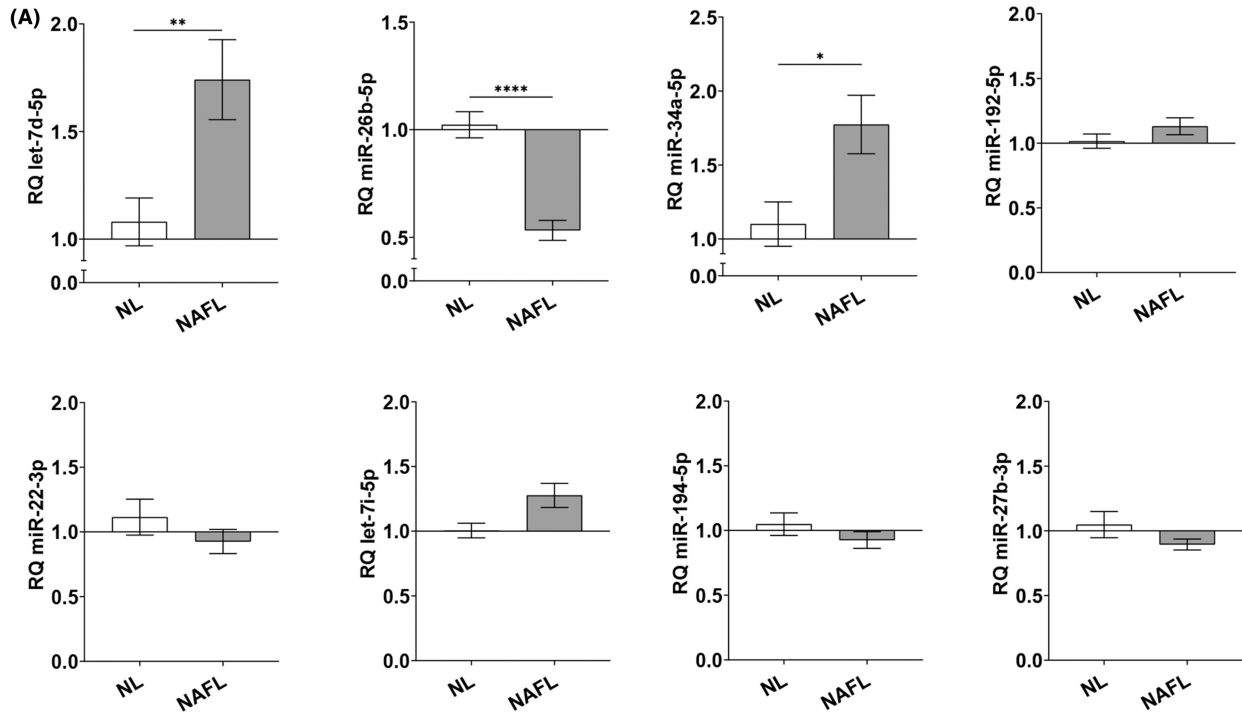 (A)
RQ let-7d-5p
2.0
1.5
1.0
0.0
**
NL
NAFL
RQ miR-26b-5p
1.5
1.0
0.5
0.0
****
NL
NAFL
RQ miR-34a-5p
2.5
2.0
1.5
1.0
0.0
*
NL
NAFL
RQ miR-192-5p
2.0
1.5
1.0
0.5
0.0
NL
NAFL
RQ miR-22-3p
2.0
1.5
1.0
0.5
0.0
NL
NAFL
RQ let-7i-5p
2.0
1.5
1.0
0.5
0.0
NL
NAFL
RQ miR-194-5p
2.0
1.5
1.0
0.5
0.0
NL
NAFL
RQ miR-27b-3p
2.0
1.5
1.0
0.5
0.0
NL
NAFL